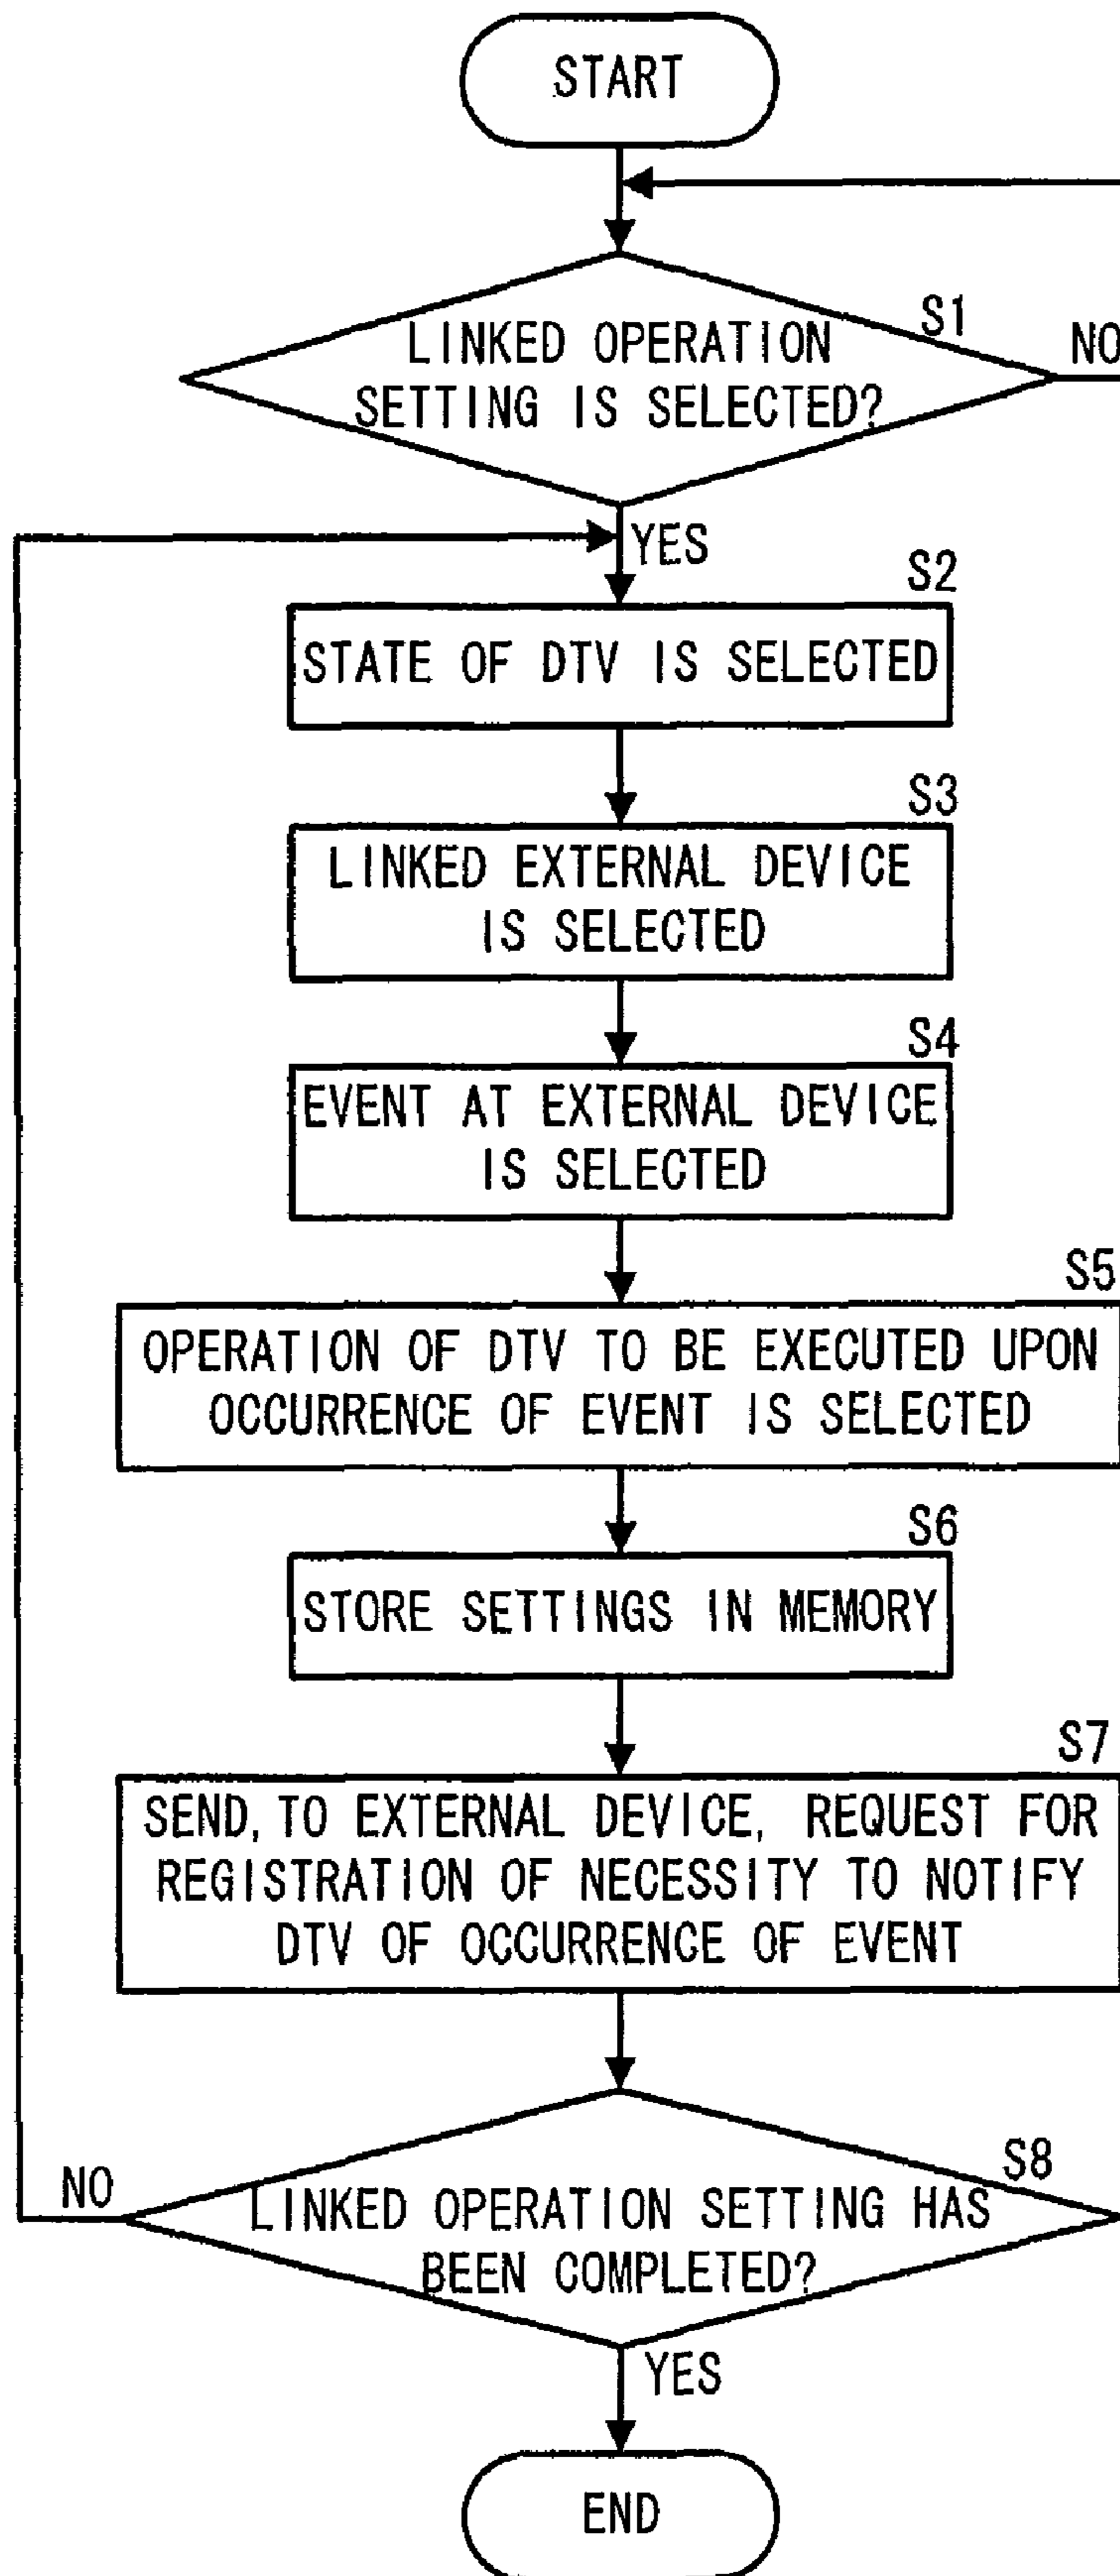 START
S1
LINKED OPERATION
SETTING IS SELECTED?
NO
YES
S2
STATE OF DTV IS SELECTED
S3
LINKED EXTERNAL DEVICE
IS SELECTED
S4
EVENT AT EXTERNAL DEVICE
IS SELECTED
S5
OPERATION OF DTV TO BE EXECUTED UPON
OCCURRENCE OF EVENT IS SELECTED
S6
STORE SETTINGS IN MEMORY
S7
SEND, TO EXTERNAL DEVICE, REQUEST FOR
REGISTRATION OF NECESSITY TO NOTIFY
DTV OF OCCURRENCE OF EVENT
S8
NO
LINKED OPERATION SETTING HAS
BEEN COMPLETED?
YES
END